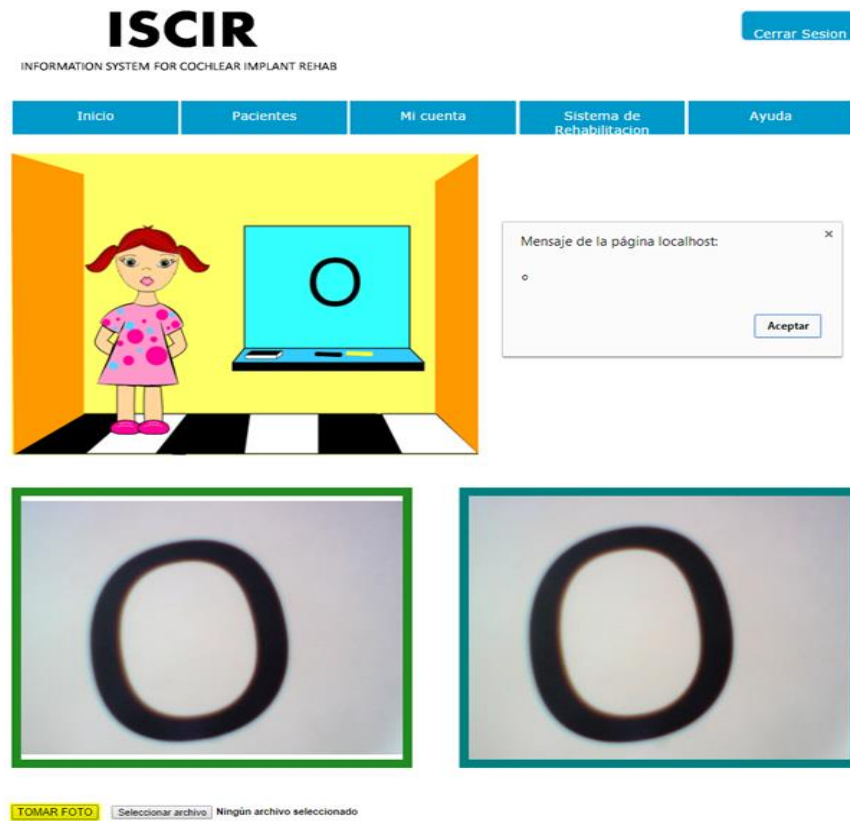 ISCIR
INFORMATION SYSTEM FOR COCHLEAR IMPLANT REHAB
Cerrar Sesion
Inicio
Pacientes
Mi cuenta
Sistema de
Rehabilitacion
Ayuda
O
Mensaje de la página localhost:
o
Aceptar
O
O
TOMAR FOTO
Seleccionar archivo
Ningún archivo seleccionado